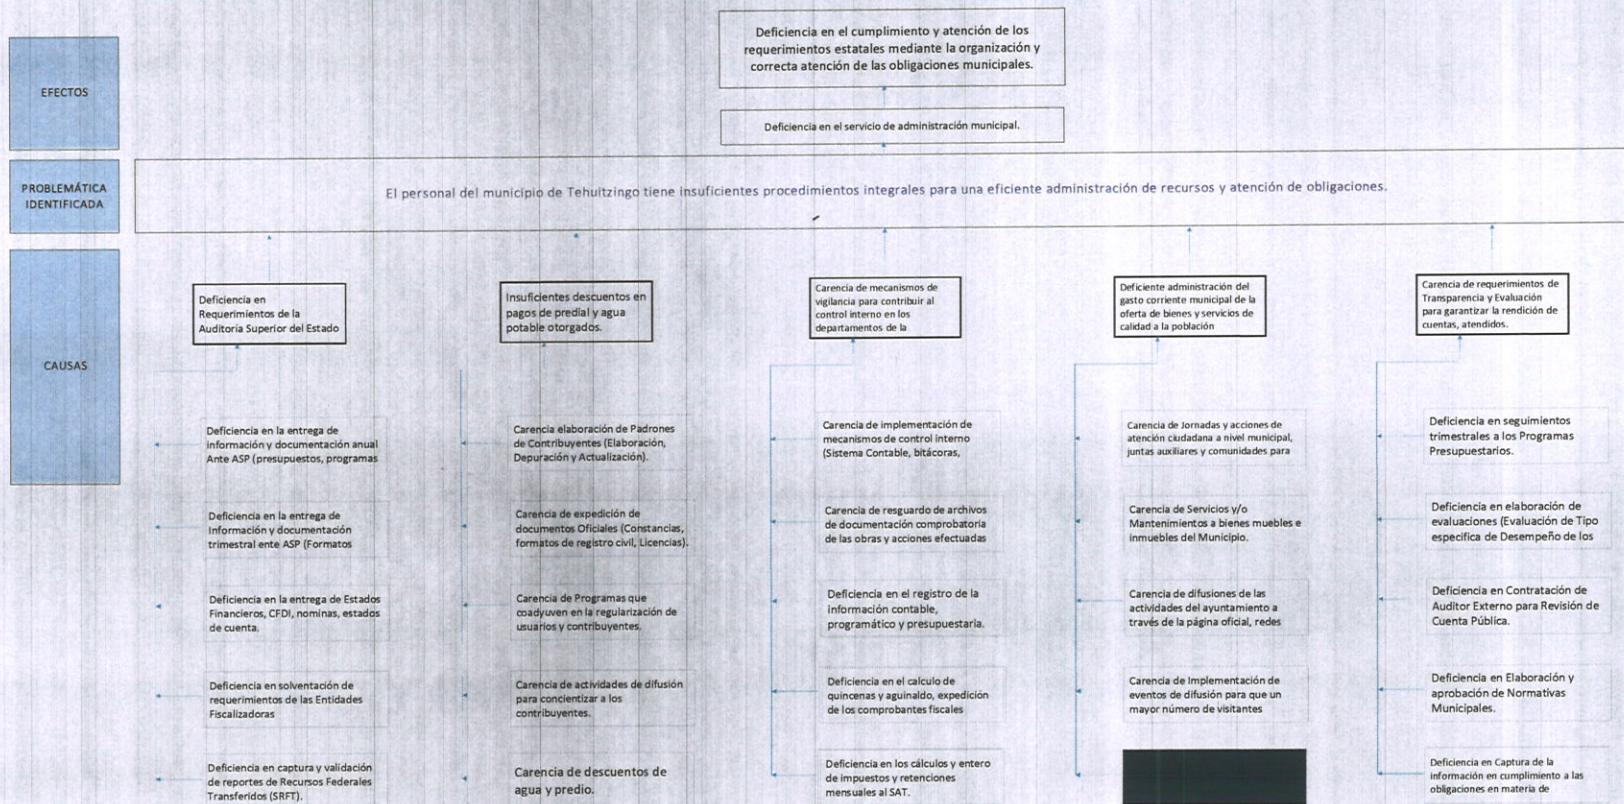 Deficiencia en el cumplimiento y atención de los
requerimientos estatales mediante la organización y
correcta atención de las obligaciones municipales.
EFECTOS
Deficiencia en el servicio de administración municipal.
PROBLEMÁTICA
IDENTIFICADA
El personal del municipio de Tehuitzingo tiene insuficientes procedimientos integrales para una eficiente administración de recursos y atención de obligaciones.
CAUSAS
Deficiencia en
Requerimientos de la
Auditoría Superior del Estado
Deficiencia en la entrega de
información y documentación anual
Ante ASP (presupuestos, programas
Deficiencia en la entrega de
Información y documentación
trimestral ente ASP (Formatos
Deficiencia en la entrega de Estados
Financieros, CFDI, nominas, estados
de cuenta.
Deficiencia en solventación de
requerimientos de las Entidades
Fiscalizadoras
Deficiencia en captura y validación
de reportes de Recursos Federales
Transferidos (SRFT).
Insuficientes descuentos en
pagos de predial y agua
potable otorgados.
Carencia elaboración de Padrones
de Contribuyentes (Elaboración,
Depuración y Actualización).
Carencia de expedición de
documentos Oficiales (Constancias,
formatos de registro civil, Licencias).
Carencia de Programas que
coadyuven en la regularización de
usuarios y contribuyentes.
Carencia de actividades de difusión
para concientizar a los
contribuyentes.
Carencia de descuentos de
agua y predio.
Carencia de mecanismos de
vigilancia para contribuir al
control interno en los
departamentos de la
Carencia de implementación de
mecanismos de control interno
(Sistema Contable, bitácoras,
Carencia de resguardo de archivos
de documentación comprobatoria
de las obras y acciones efectuadas
Deficiencia en el registro de la
información contable,
programático y presupuestaria.
Deficiencia en el calculo de
quincenas y aguinaldo, expedición
de los comprobantes fiscales
Deficiencia en los cálculos y entero
de impuestos y retenciones
mensuales al SAT.
Deficiente administración del
gasto corriente municipal de la
oferta de bienes y servicios de
calidad a la población
Carencia de Jornadas y acciones de
atención ciudadana a nivel municipal,
juntas auxiliares y comunidades para
Carencia de Servicios y/o
Mantenimientos a bienes muebles e
inmuebles del Municipio.
Carencia de difusiones de las
actividades del ayuntamiento a
través de la página oficial, redes
Carencia de Implementación de
eventos de difusión para que un
mayor número de visitantes
Carencia de requerimientos de
Transparencia y Evaluación
para garantizar la rendición de
cuentas, atendidos.
Deficiencia en seguimientos
trimestrales a los Programas
Presupuestarios.
Deficiencia en elaboración de
evaluaciones (Evaluación de Tipo
especifica de Desempeño de los
Deficiencia en Contratación de
Auditor Externo para Revisión de
Cuenta Pública.
Deficiencia en Elaboración y
aprobación de Normativas
Municipales.
Deficiencia en Captura de la
información en cumplimiento a las
obligaciones en materia de